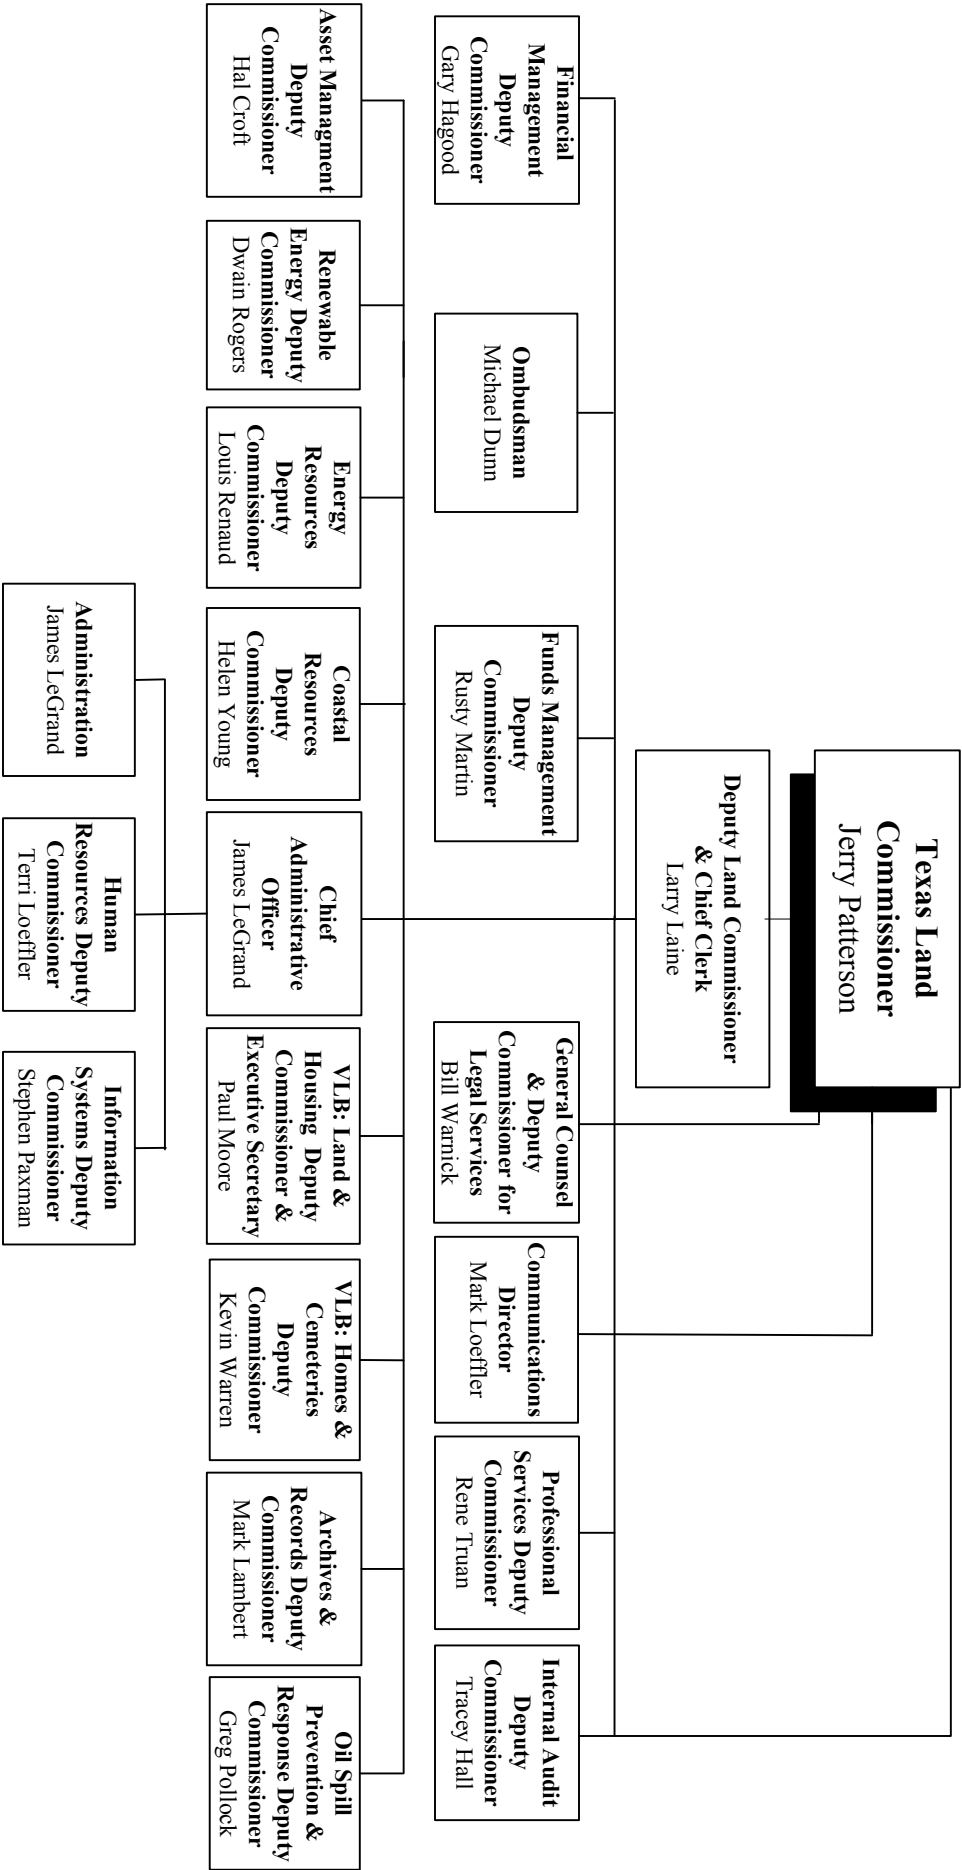 Texas Land
Commissioner
Jerry Patterson
Deputy Land Commissioner
& Chief Clerk
Larry Laine
Financial
Management
Deputy
Commissioner
Gary Hagood
Ombudsman
Michael Dunn
Funds Management
Deputy
Commissioner
Rusty Martin
General Counsel
& Deputy
Commissioner for
Legal Services
Bill Warnick
Communications
Director
Mark Loeffler
Professional
Services Deputy
Commissioner
Rene Truan
Internal Audit
Deputy
Commissioner
Tracey Hall
Asset Managment
Deputy
Commissioner
Hal Croft
Renewable
Energy Deputy
Commissioner
Dwain Rogers
Energy
Resources
Deputy
Commissioner
Louis Renaud
Coastal
Resources
Deputy
Commissioner
Helen Young
Chief
Administrative
Officer
James LeGrand
VLB: Land &
Housing Deputy
Commissioner &
Executive Secretary
Paul Moore
VLB: Homes &
Cemeteries
Deputy
Commissioner
Kevin Warren
Archives &
Records Deputy
Commissioner
Mark Lambert
Oil Spill
Prevention &
Response Deputy
Commissioner
Greg Pollock
Administration
James LeGrand
Human
Resources Deputy
Commissioner
Terri Loeffler
Information
Systems Deputy
Commissioner
Stephen Paxman